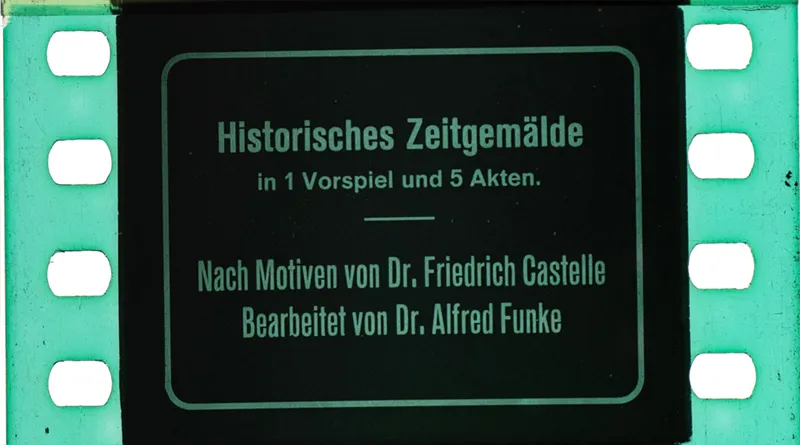 Historisches Zeitgemälde
in 1 Vorspiel und 5 Akten.
Nach Motiven von Dr. Friedrich Castelle
Bearbeitet von Dr. Alfred Funke